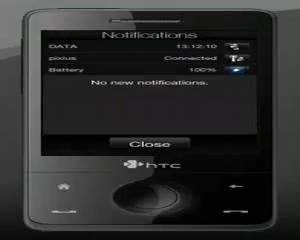 Notifications
DATA 13:12:10
pixius Connected
Battery 100%
No new notifications.
Close
hTC